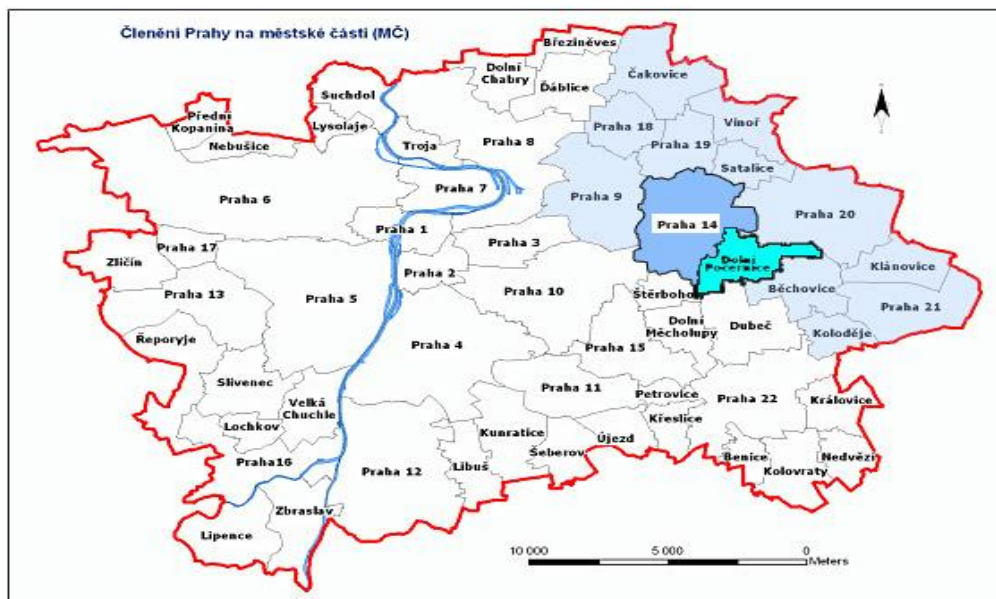 Členění Prahy na městské části (MČ)
Březiněves
Dolní
Chabry
Ďáblice
Čakovice
Suchdol
Přední
Kopanina
Lysolaje
Nebušice
Troja
Praha 8
Praha 18
Vinoř
Praha 19
Satalice
Praha 7
Praha 9
Praha 6
Praha 14
Praha 20
Praha 1
Praha 3
Praha 17
Zličín
Praha 2
Dolní
Počernice
Klánovice
Praha 13
Praha 5
Praha 10
Štěrboho
Běchovice
Praha 21
Řeporyje
Praha 4
Dolní
Měcholupy
Dubeč
Koloděje
Praha 15
Slivenec
Velká
Chuchle
Praha 11
Petrovice
Praha 22
Královice
Lochkov
Kunratice
Újezd
Křeslice
Praha16
Praha 12
Libuš
Šeberov
Benice
Nedvězí
Kolovraty
Zbraslav
Lipence
10 000
5 000
0
Meters